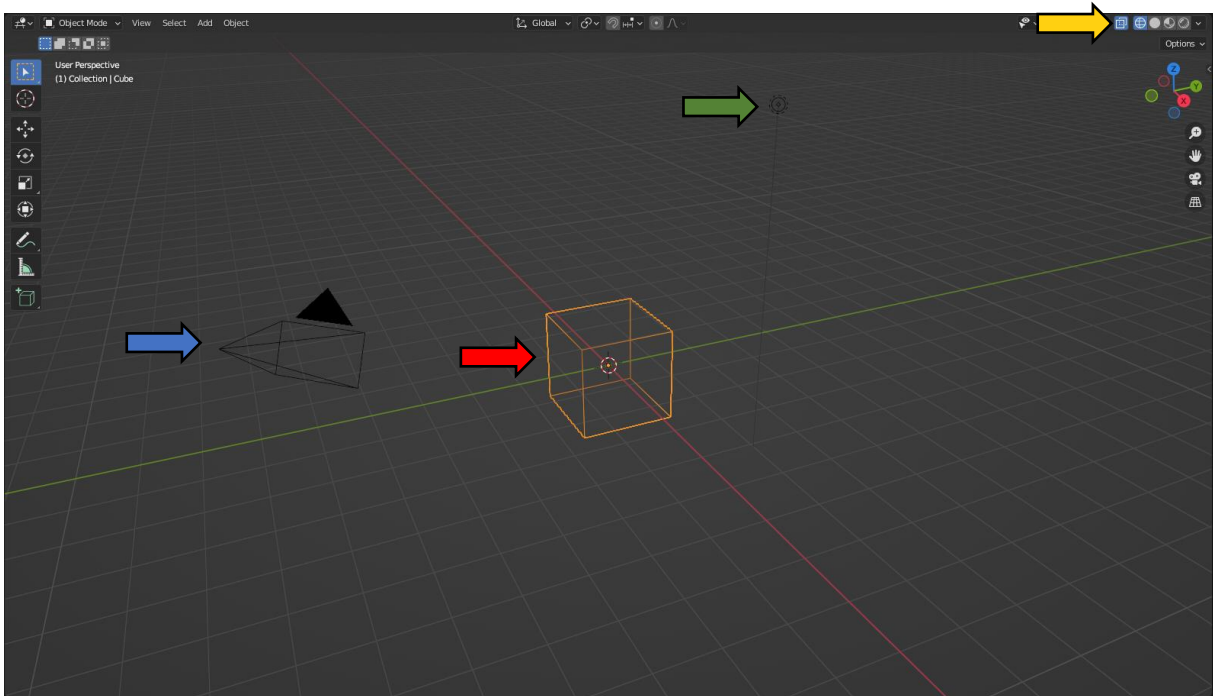 Object Mode View Select Add Object Global
Options
User Perspective
(1) Collection | Cube
Z
Y
X